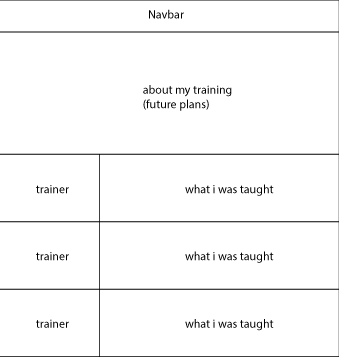 Navbar
about my training
(future plans)
trainer
what i was taught
trainer
what i was taught
trainer
what i was taught